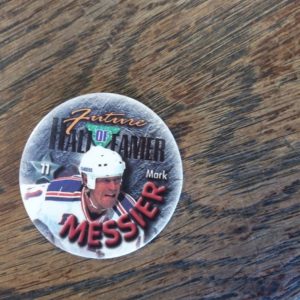 Future
HALL OF FAMER
11
Mark
MESSIER